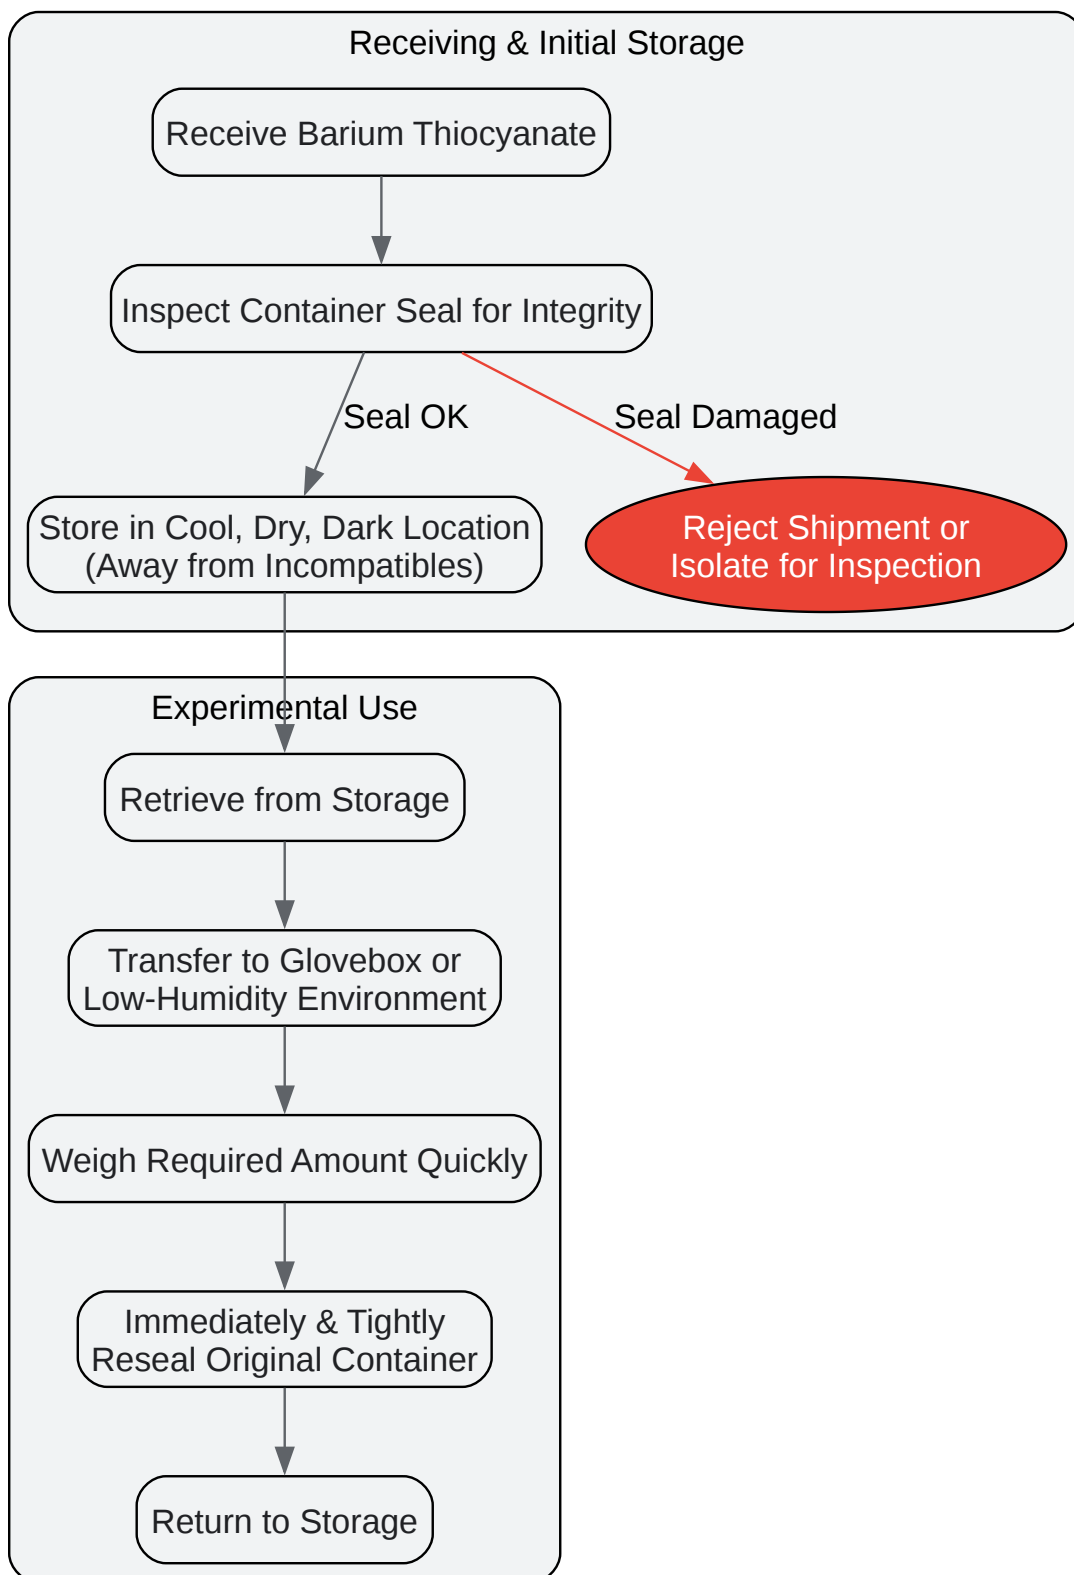 Receiving & Initial Storage
Receive Barium Thiocyanate
Inspect Container Seal for Integrity
Seal OK
Seal Damaged
Store in Cool, Dry, Dark Location
(Away from Incompatibles)
Reject Shipment or
Isolate for Inspection
Experimental Use
Retrieve from Storage
Transfer to Glovebox or
Low-Humidity Environment
Weigh Required Amount Quickly
Immediately & Tightly
Reseal Original Container
Return to Storage